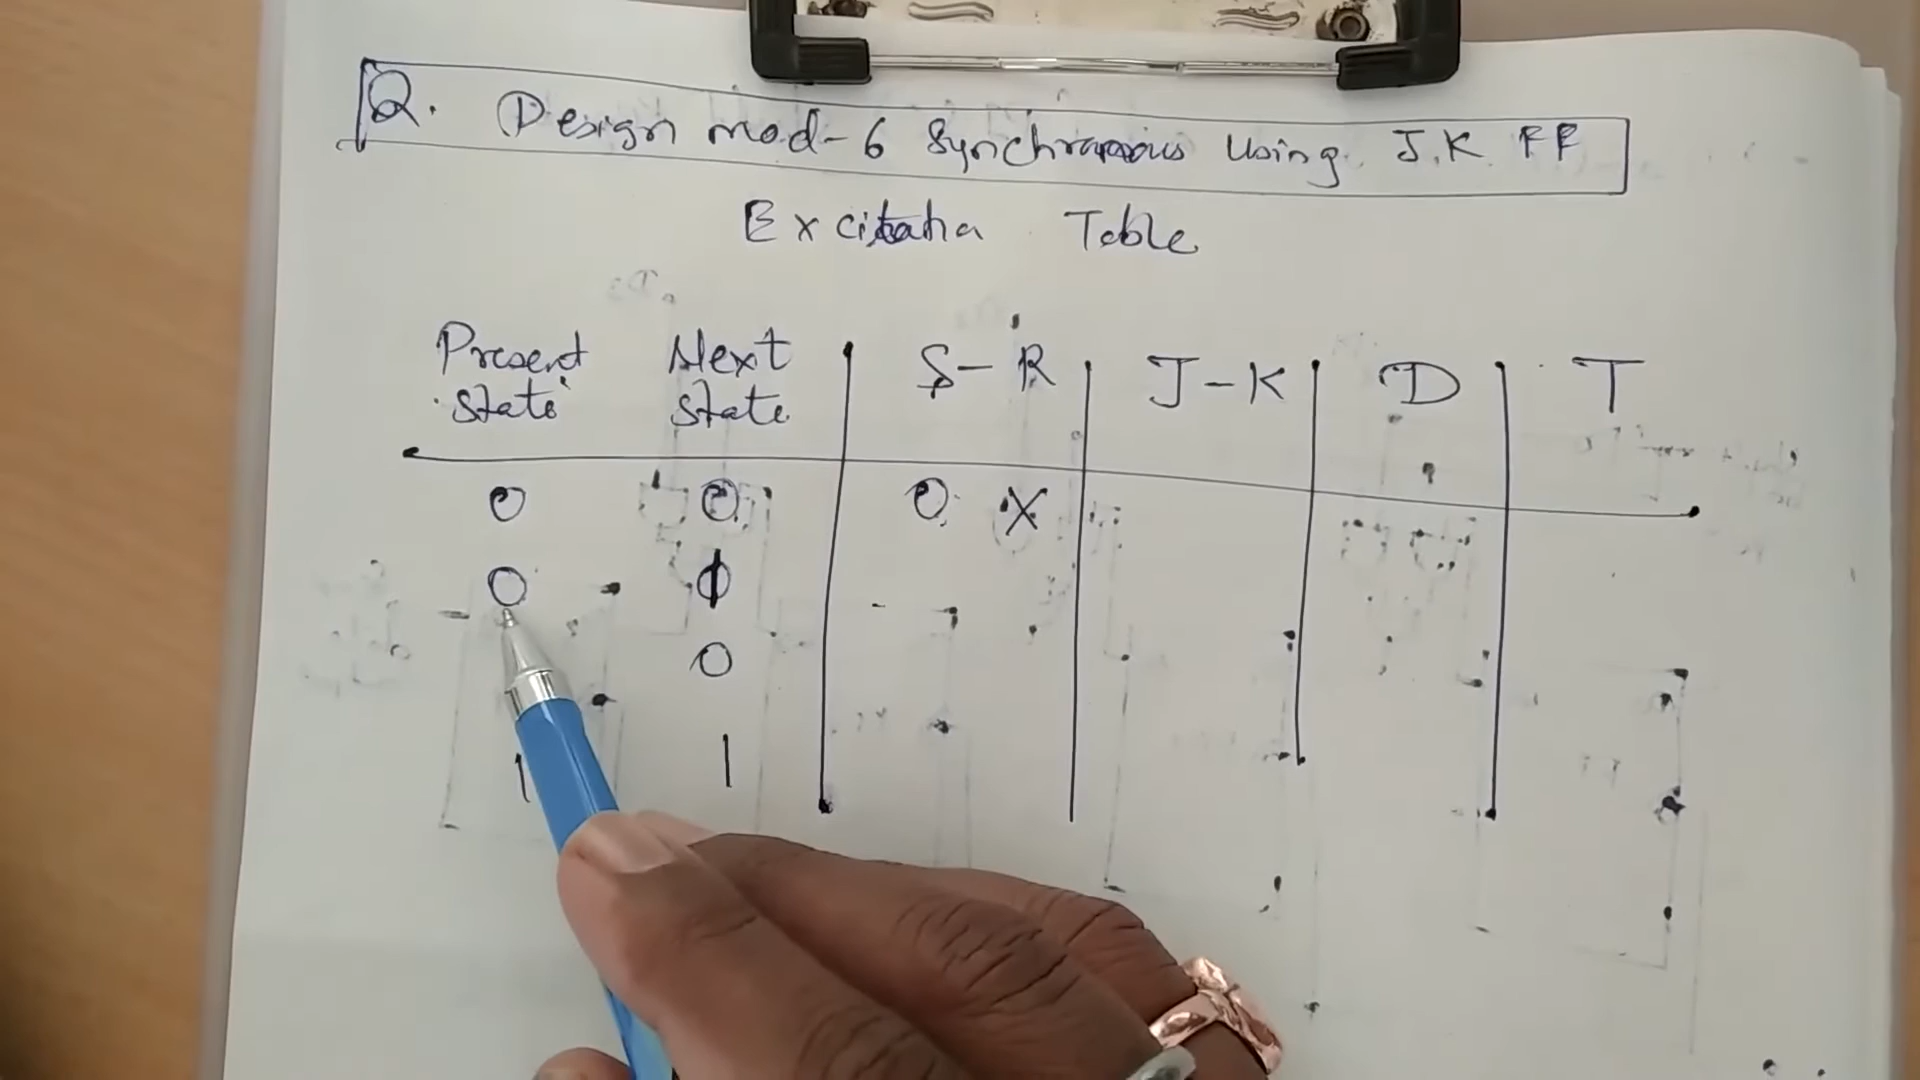 Q. Design mod-6 Synchronous Using J.K FF
Excitation Table
Present state Next state S-R J-K D T
0 0 0 X
0 1
0
1 1